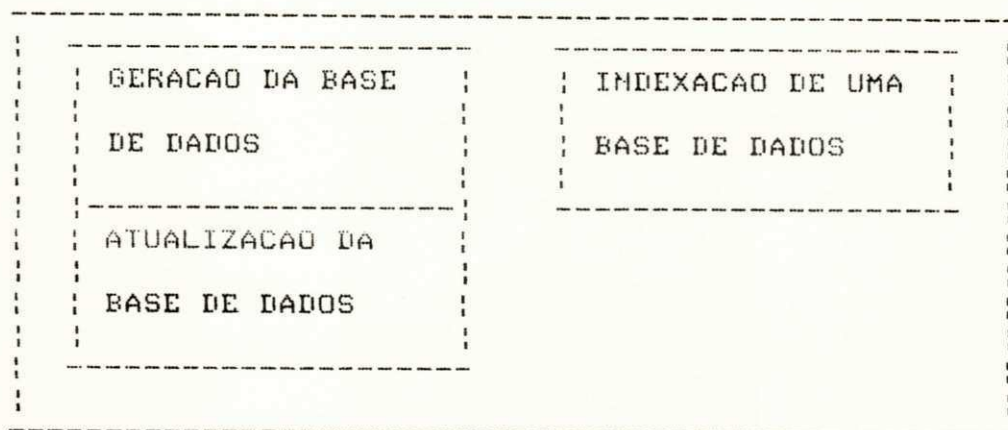 GERACAO DA BASE
DE DADOS
ATUALIZACAO DA
BASE DE DADOS
INDEXACAO DE UMA
BASE DE DADOS